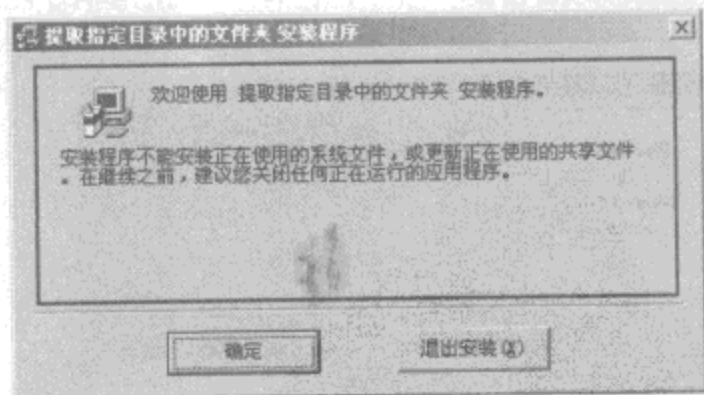 提取指定目录中的文件夹 安装程序
欢迎使用 提取指定目录中的文件夹 安装程序。
安装程序不能安装正在使用的系统文件，或更新正在使用的共享文件
。在继续之前，建议您关闭任何正在运行的应用程序。
确定
退出安装(X)